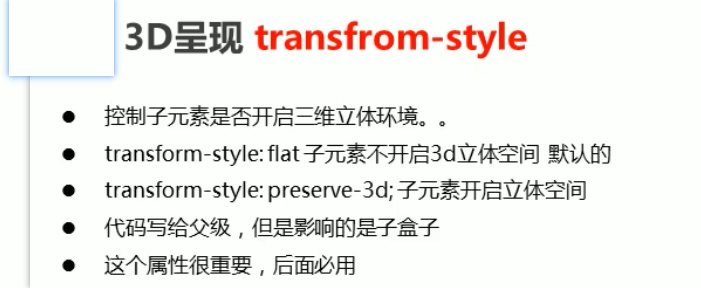 3D呈现 transfrom-style
● 控制子元素是否开启三维立体环境。。
● transform-style: flat 子元素不开启3d立体空间 默认的
● transform-style: preserve-3d; 子元素开启立体空间
● 代码写给父级，但是影响的是子盒子
● 这个属性很重要，后面必用